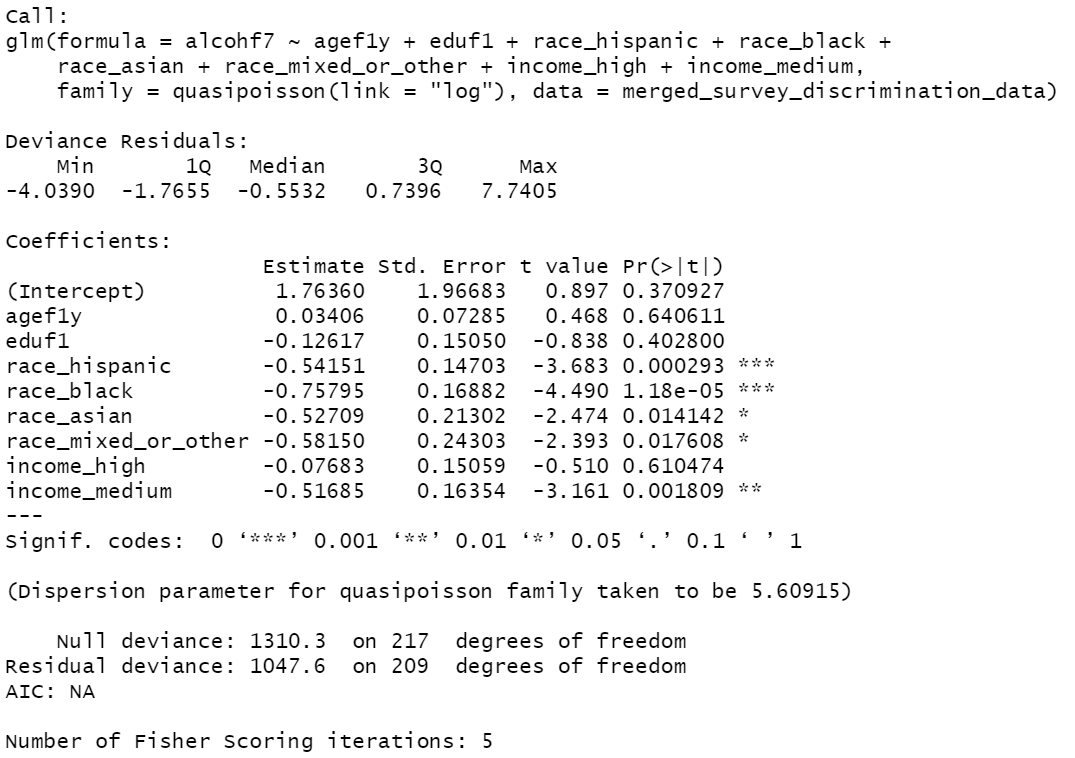 Call:
glm(formula = alcohf7 ~ agef1y + eduf1 + race_hispanic + race_black +
    race_asian + race_mixed_or_other + income_high + income_medium,
    family = quasipoisson(link = "log"), data = merged_survey_discrimination_data)

Deviance Residuals:
    Min       1Q   Median       3Q      Max
-4.0390  -1.7655  -0.5532   0.7396   7.7405

Coefficients:
                    Estimate Std. Error t value Pr(>|t|)
(Intercept)          1.76360    1.96683   0.897 0.370927
agef1y               0.03406    0.07285   0.468 0.640611
eduf1               -0.12617    0.15050  -0.838 0.402800
race_hispanic       -0.54151    0.14703  -3.683 0.000293 ***
race_black          -0.75795    0.16882  -4.490 1.18e-05 ***
race_asian          -0.52709    0.21302  -2.474 0.014142 *
race_mixed_or_other -0.58150    0.24303  -2.393 0.017608 *
income_high         -0.07683    0.15059  -0.510 0.610474
income_medium       -0.51685    0.16354  -3.161 0.001809 **
---
Signif. codes:  0 ‘***’ 0.001 ‘**’ 0.01 ‘*’ 0.05 ‘.’ 0.1 ‘ ’ 1

(Dispersion parameter for quasipoisson family taken to be 5.60915)

    Null deviance: 1310.3  on 217  degrees of freedom
Residual deviance: 1047.6  on 209  degrees of freedom
AIC: NA

Number of Fisher Scoring iterations: 5